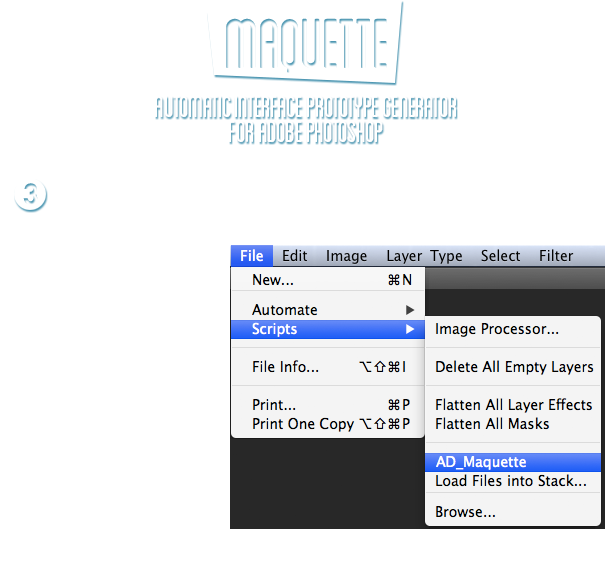 MAQUETTE
AUTOMATIC INTERFACE PROTOTYPE GENERATOR
FOR ADOBE PHOTOSHOP
3
File Edit Image Layer Type Select Filter
New... ⌘N
Automate ▶
Scripts ▶
Image Processor...
File Info... ⌥⇧⌘I
Delete All Empty Layers
Print... ⌘P
Flatten All Layer Effects
Print One Copy ⌥⇧⌘P
Flatten All Masks
AD_Maquette
Load Files into Stack...
Browse...